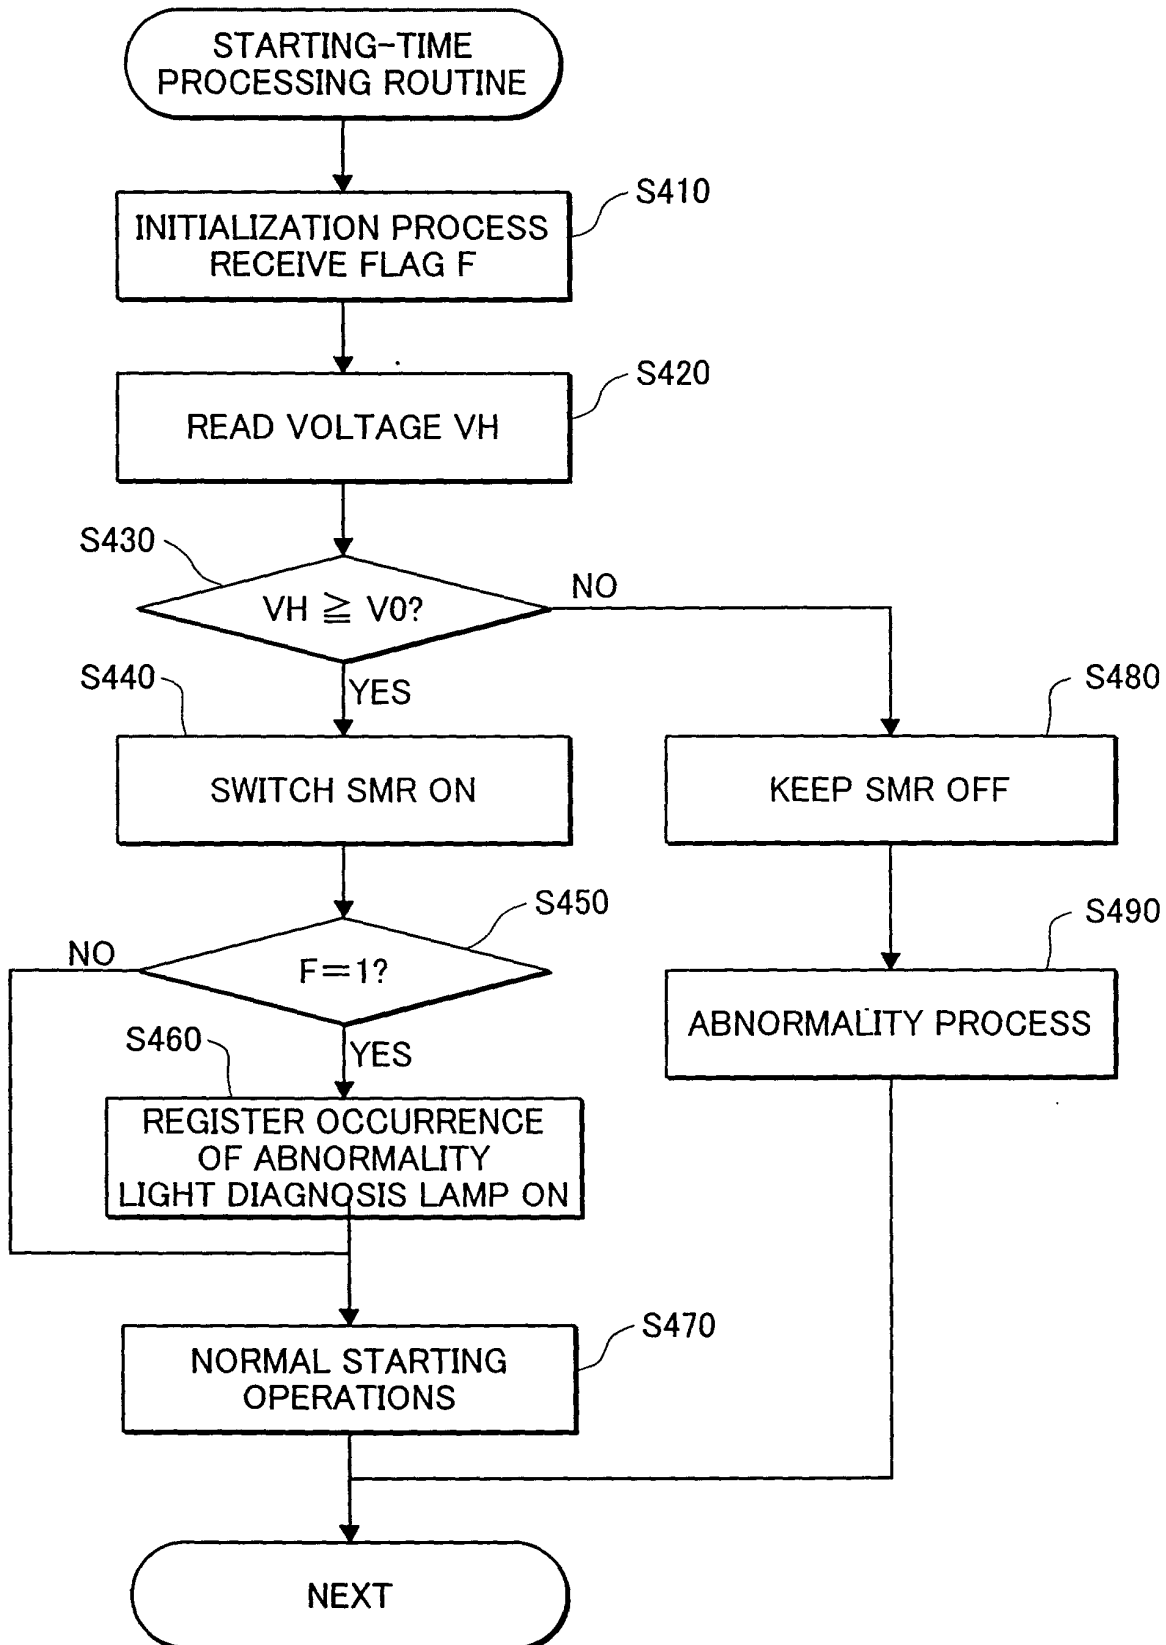 STARTING-TIME
PROCESSING ROUTINE
S410
INITIALIZATION PROCESS
RECEIVE FLAG F
S420
READ VOLTAGE VH
S430
VH ≧ V0?
NO
YES
S440
SWITCH SMR ON
S480
KEEP SMR OFF
S450
F=1?
NO
YES
S490
ABNORMALITY PROCESS
S460
REGISTER OCCURRENCE
OF ABNORMALITY
LIGHT DIAGNOSIS LAMP ON
S470
NORMAL STARTING
OPERATIONS
NEXT